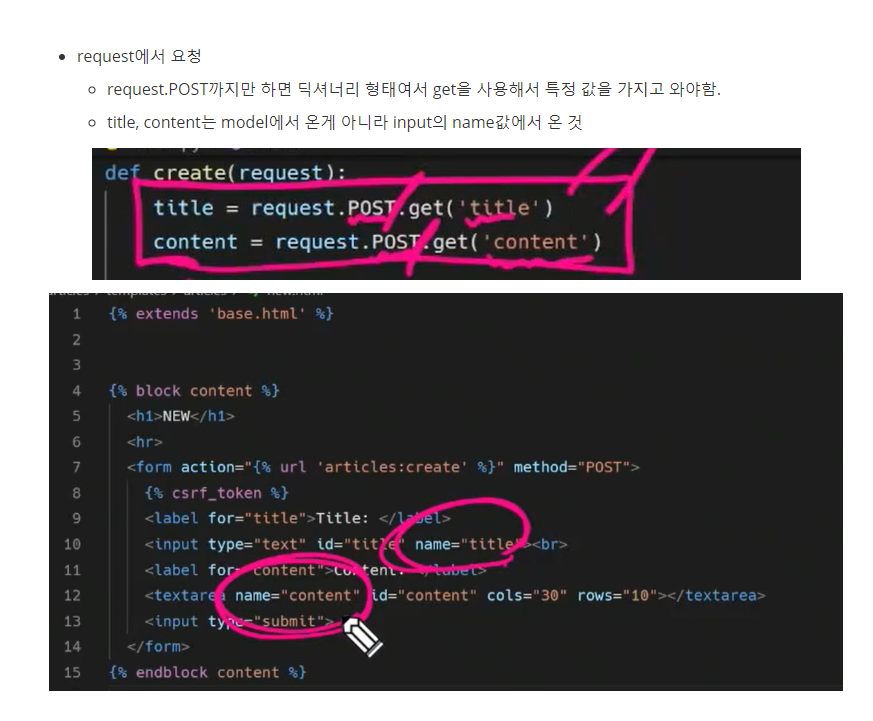 request에서 요청
request.POST까지만 하면 딕셔너리 형태여서 get을 사용해서 특정 값을 가지고 와야함.
title, content는 model에서 온게 아니라 input의 name값에서 온 것
def create(request):
title = request.POST.get('title')
content = request.POST.get('content')
1 {% extends 'base.html' %}
2
3
4 {% block content %}
5 <h1>NEW</h1>
6 <hr>
7 <form action="{% url 'articles:create' %}" method="POST">
8 {% csrf_token %}
9 <label for="title">Title: </label>
10 <input type="text" id="title" name="title"><br>
11 <label for="content">Content: </label>
12 <textarea name="content" id="content" cols="30" rows="10"></textarea>
13 <input type="submit">
14 </form>
15 {% endblock content %}